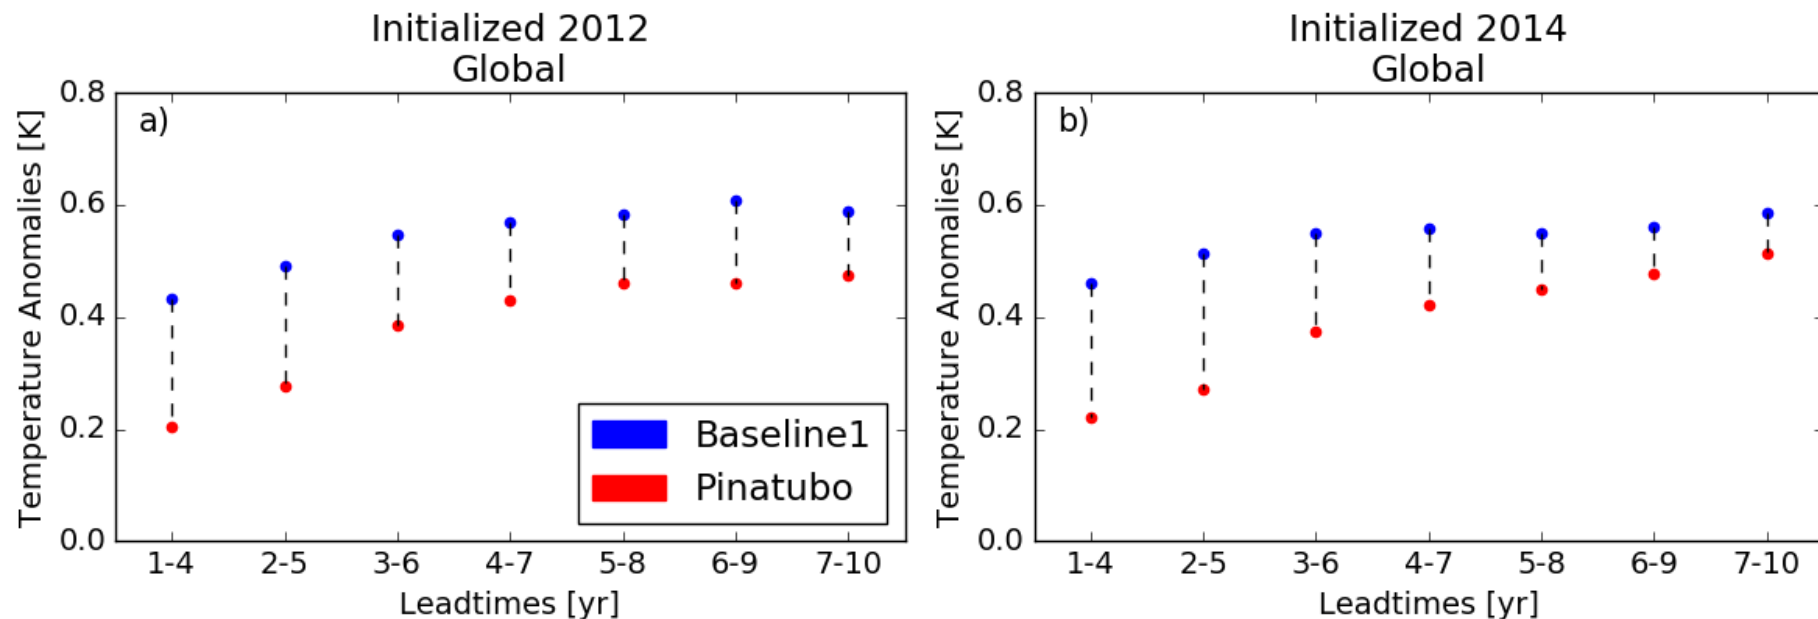 Initialized 2012
Global
a)
Temperature Anomalies [K]
0.8
0.6
0.4
0.2
0.0
Baseline1
Pinatubo
1-4 2-5 3-6 4-7 5-8 6-9 7-10
Leadtimes [yr]
Initialized 2014
Global
b)
Temperature Anomalies [K]
0.8
0.6
0.4
0.2
0.0
1-4 2-5 3-6 4-7 5-8 6-9 7-10
Leadtimes [yr]